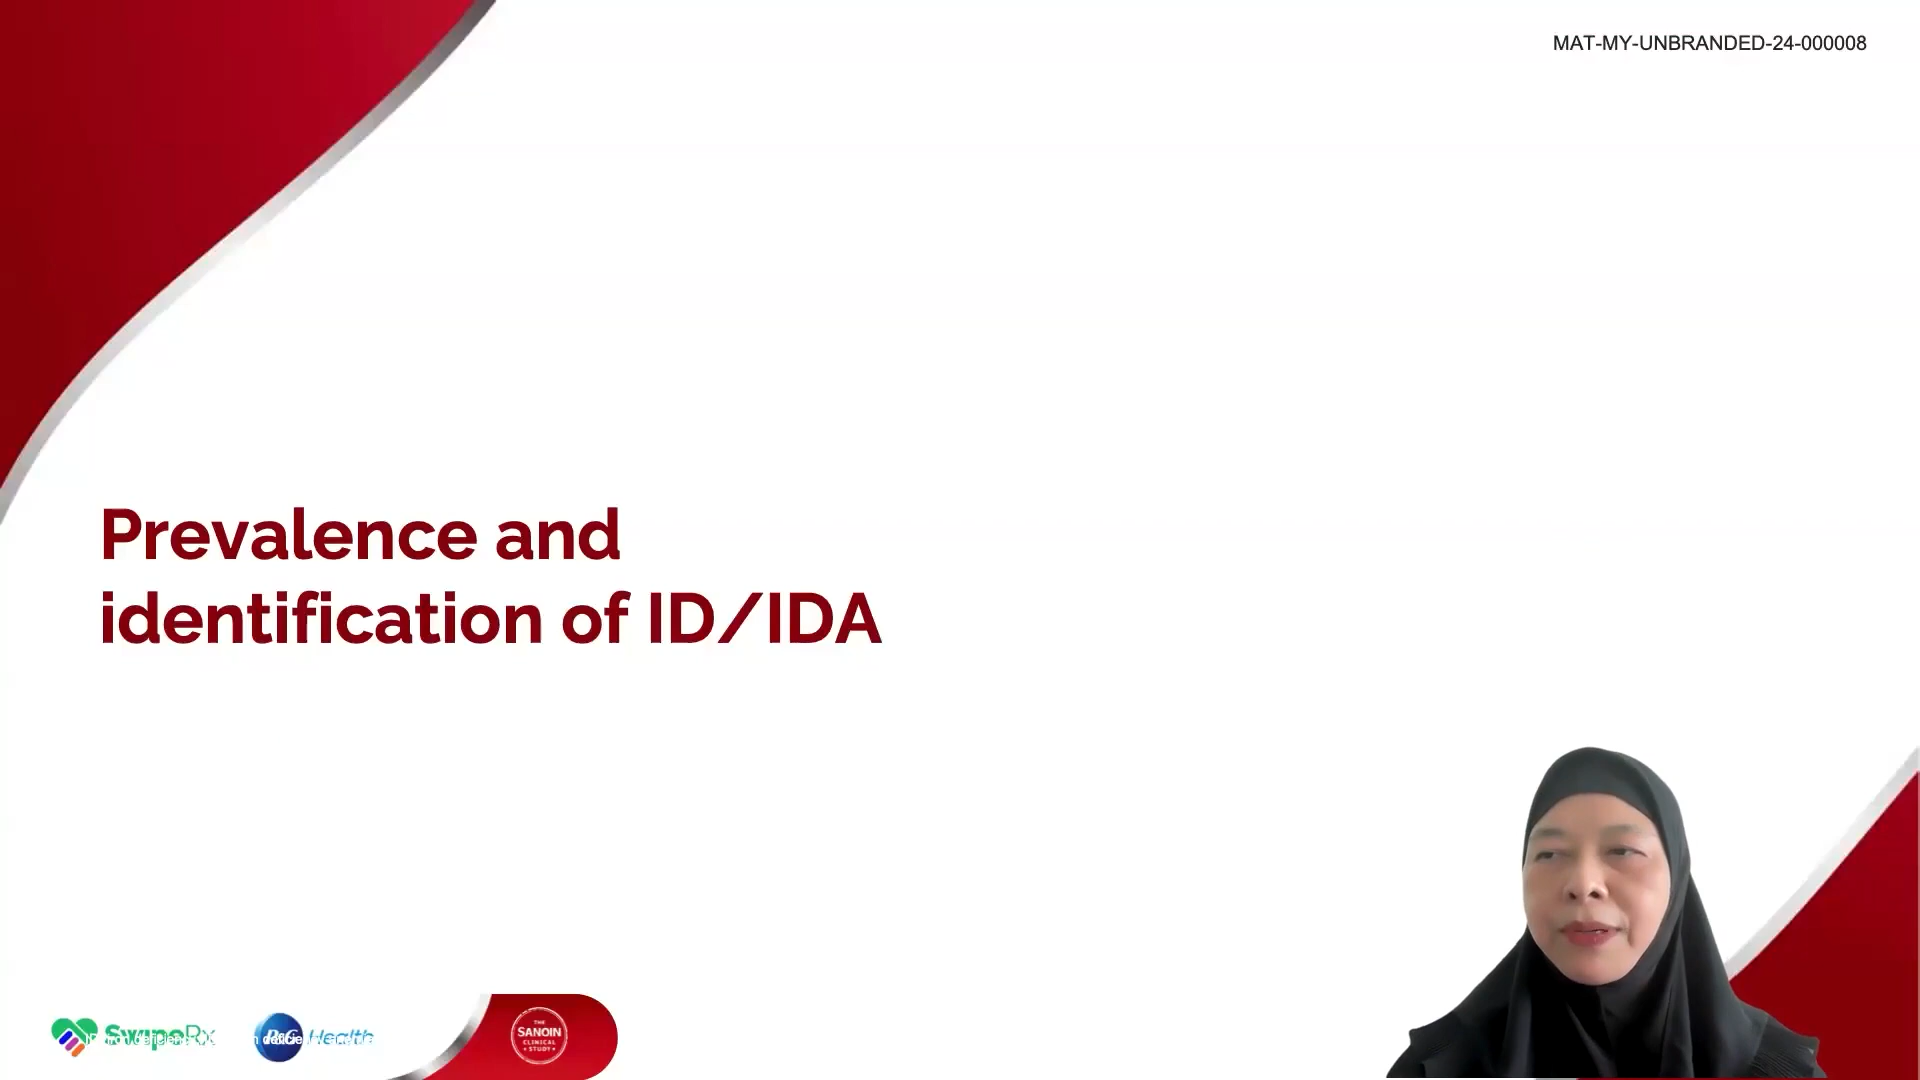 MAT-MY-UNBRANDED-24-000008
Prevalence and
identification of ID/IDA
SwipeRx
P&G Health
THE
SANOIN
CLINICAL
STUDY